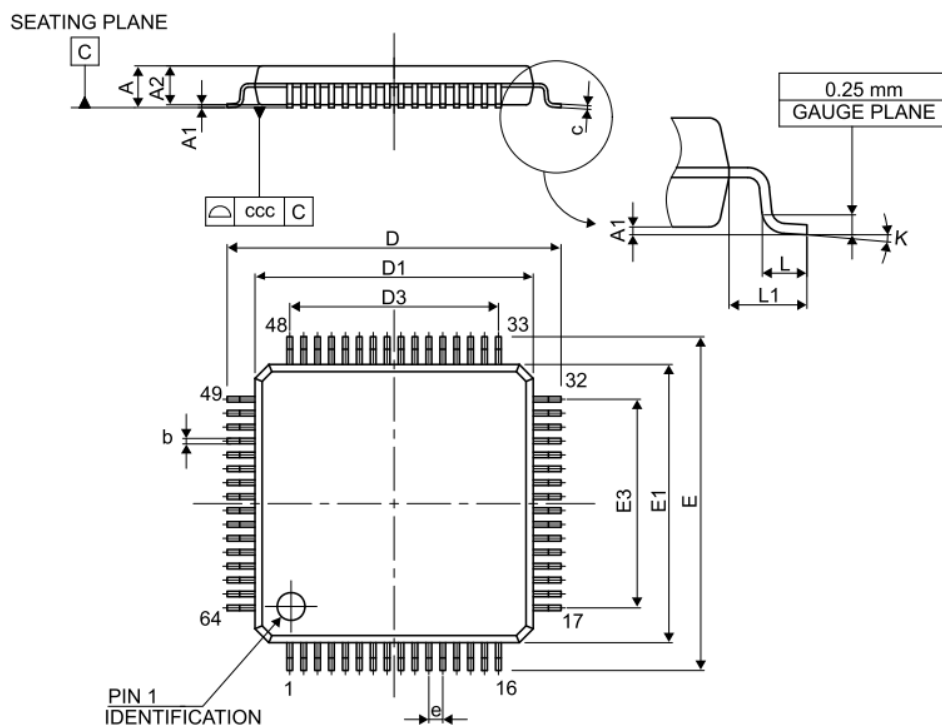 SEATING PLANE
C
A
A2
A1
c
ccc C
0.25 mm
GAUGE PLANE
A1
K
L
L1
D
D1
D3
48
33
49
32
b
E3
E1
E
64
17
PIN 1
IDENTIFICATION
1
16
e